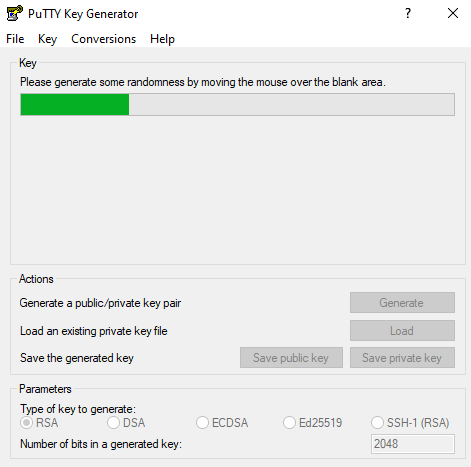 PuTTY Key Generator ?
File Key Conversions Help
Key
Please generate some randomness by moving the mouse over the blank area.
Actions
Generate a public/private key pair Generate
Load an existing private key file Load
Save the generated key Save public key Save private key
Parameters
Type of key to generate:
RSA DSA ECDSA Ed25519 SSH-1 (RSA)
Number of bits in a generated key: 2048